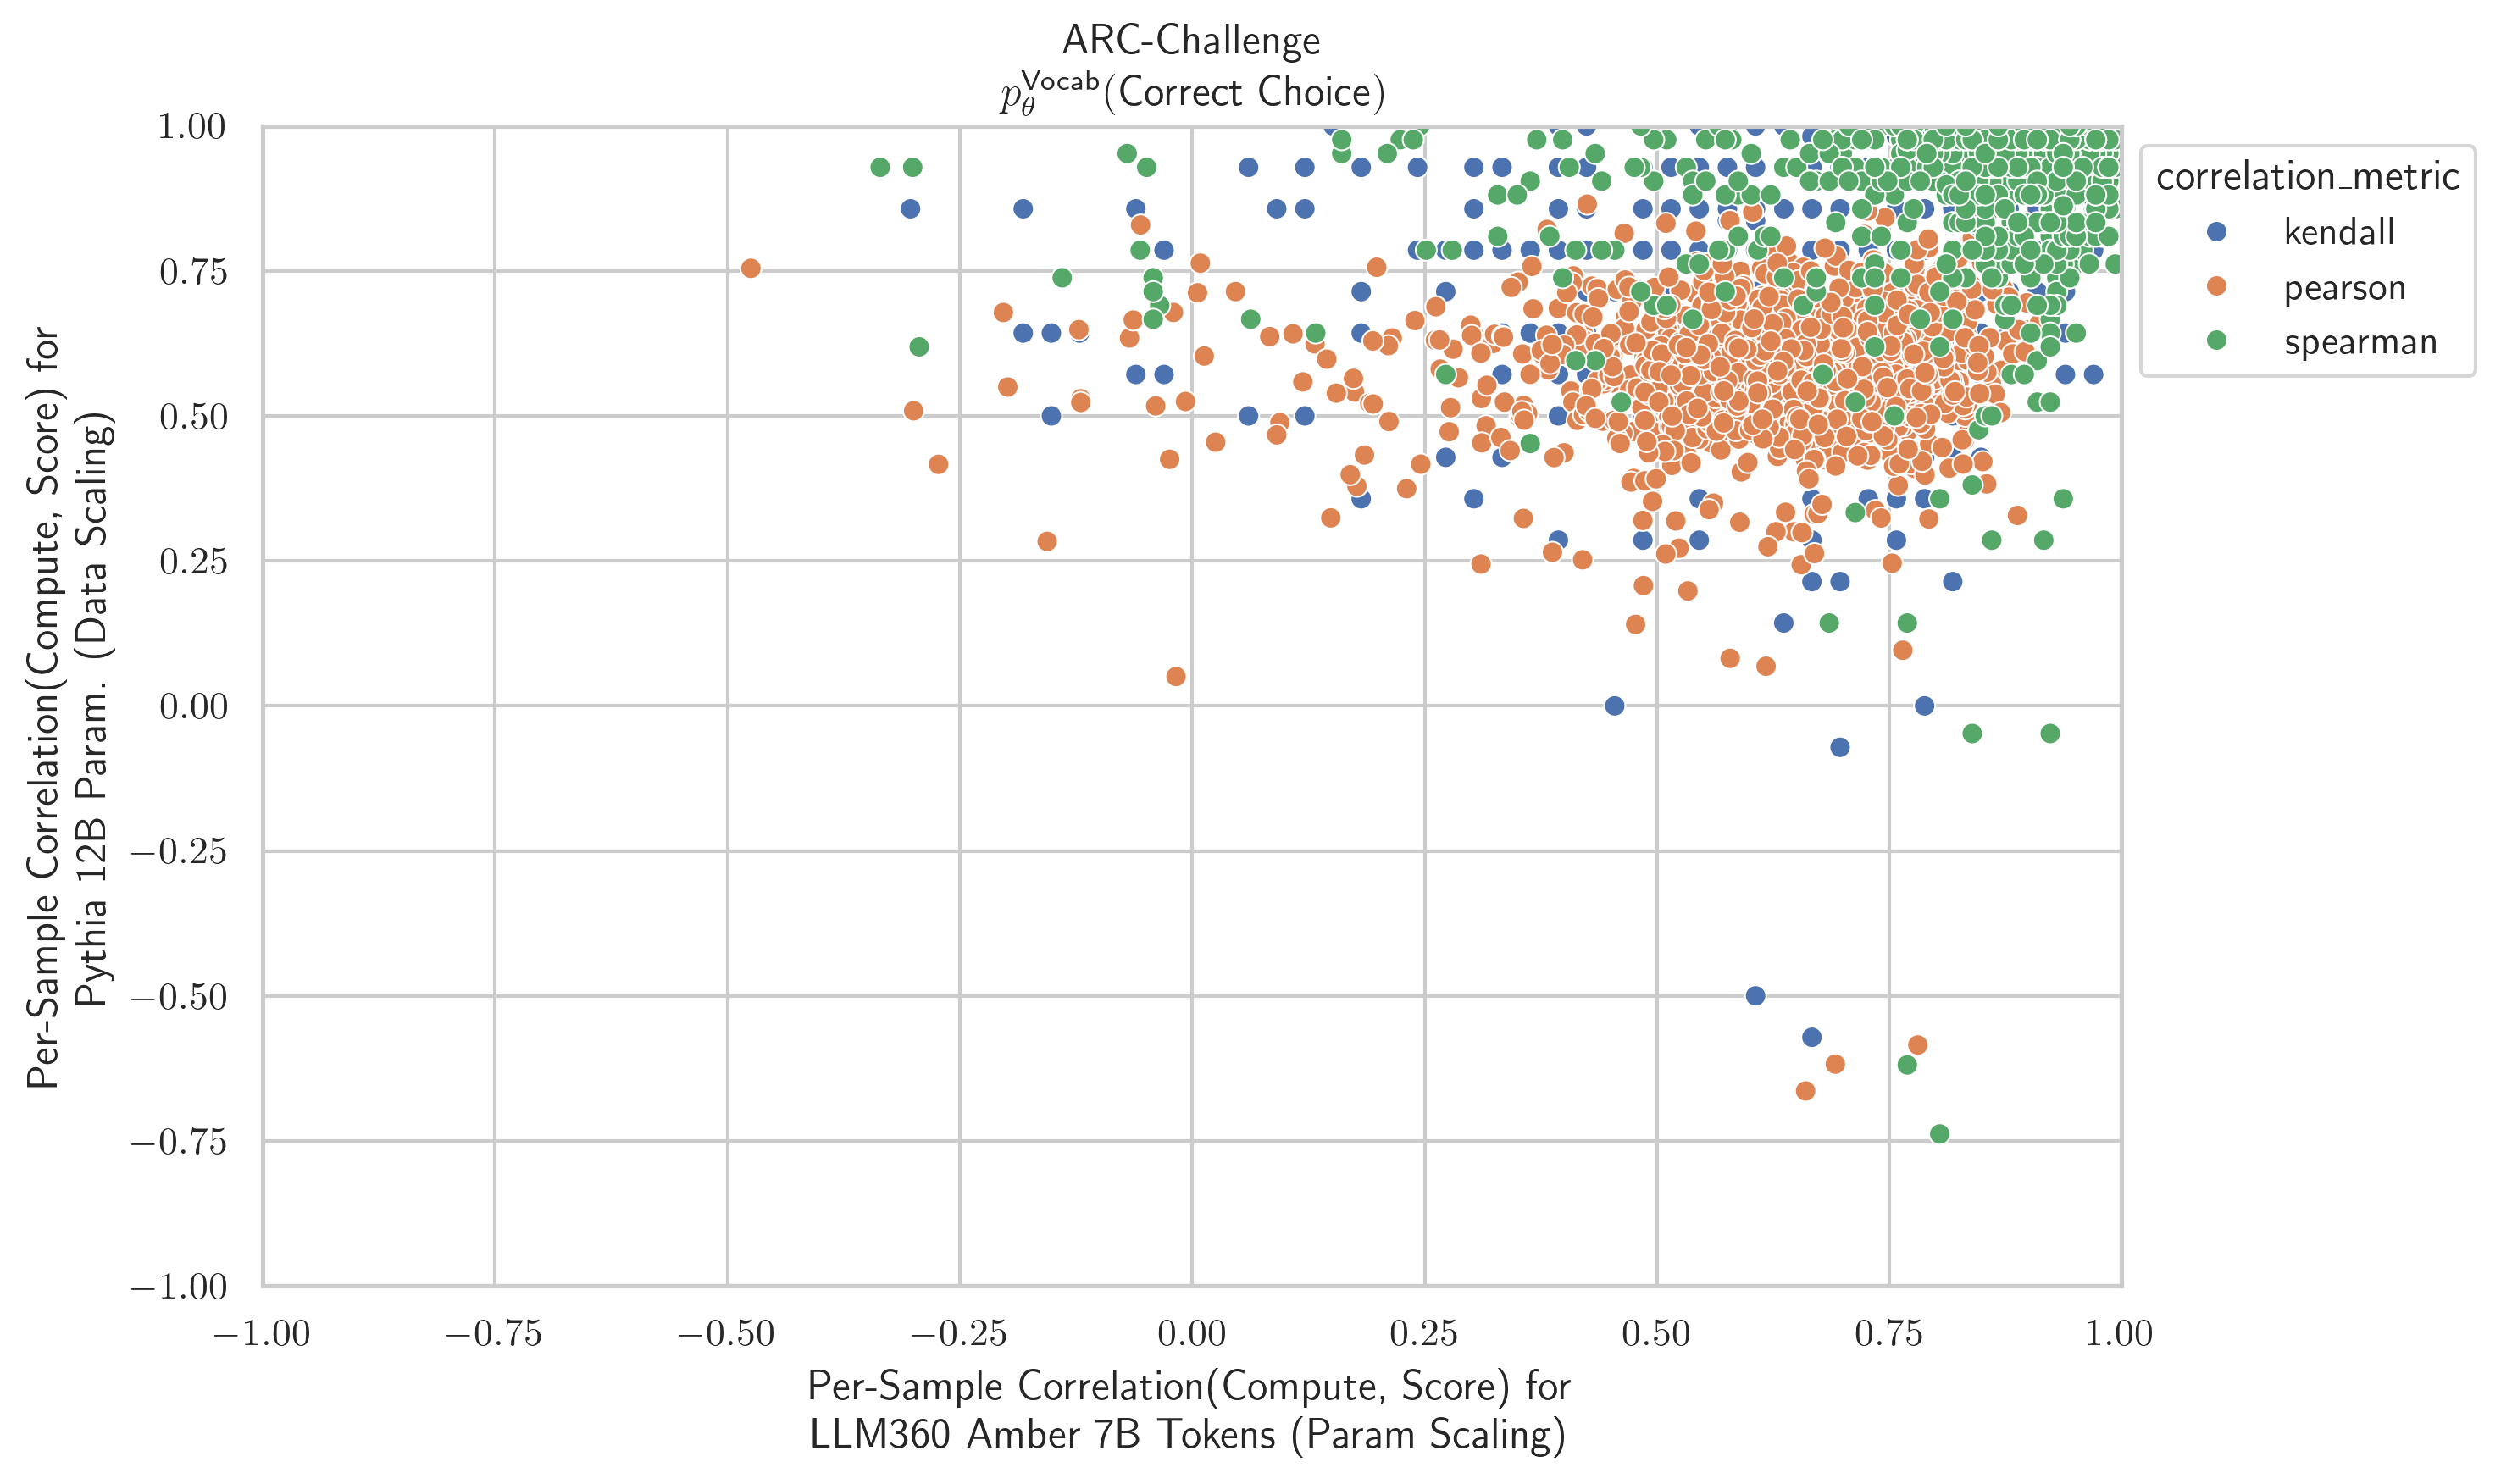 ARC-Challenge
p_θ^Vocab(Correct Choice)
1.00
0.75
0.50
0.25
0.00
−0.25
−0.50
−0.75
−1.00
Per-Sample Correlation(Compute, Score) for
Pythia 12B Param. (Data Scaling)
−1.00
−0.75
−0.50
−0.25
0.00
0.25
0.50
0.75
1.00
Per-Sample Correlation(Compute, Score) for
LLM360 Amber 7B Tokens (Param Scaling)
correlation_metric
kendall
pearson
spearman